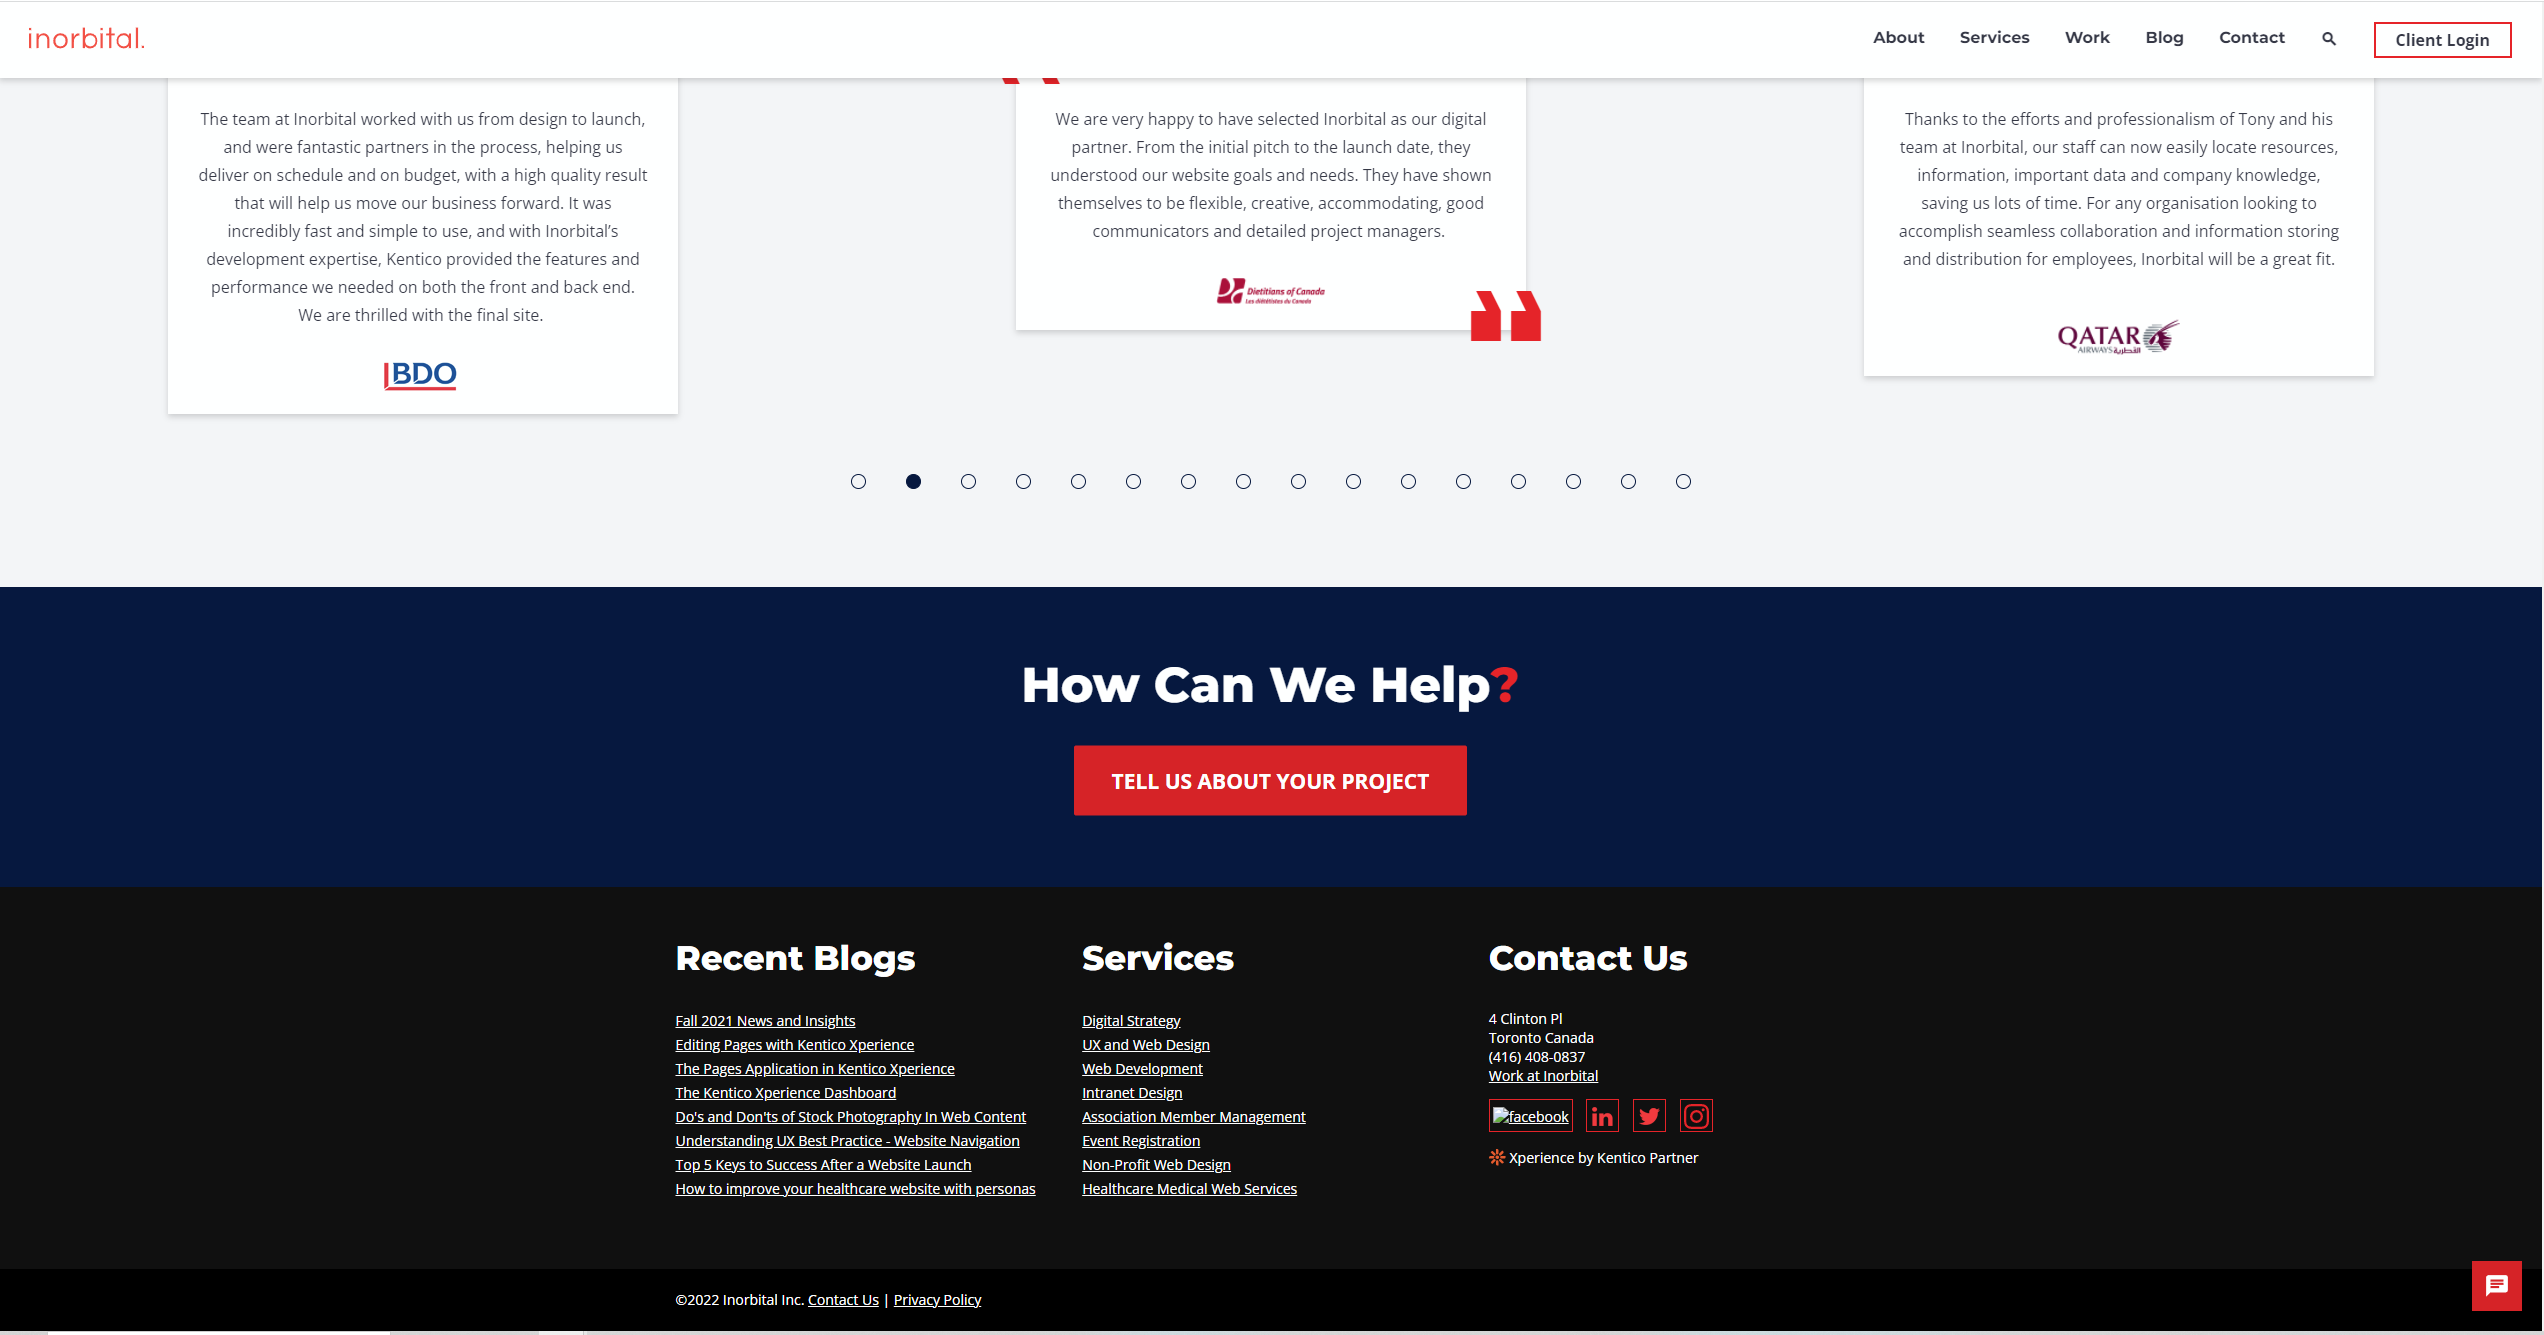 inorbital.
About Services Work Blog Contact Client Login
The team at Inorbital worked with us from design to launch,
and were fantastic partners in the process, helping us
deliver on schedule and on budget, with a high quality result
that will help us move our business forward. It was
incredibly fast and simple to use, and with Inorbital’s
development expertise, Kentico provided the features and
performance we needed on both the front and back end.
We are thrilled with the final site.
BDO
We are very happy to have selected Inorbital as our digital
partner. From the initial pitch to the launch date, they
understood our website goals and needs. They have shown
themselves to be flexible, creative, accommodating, good
communicators and detailed project managers.
Dietitians of Canada
Les diététistes du Canada
Thanks to the efforts and professionalism of Tony and his
team at Inorbital, our staff can now easily locate resources,
information, important data and company knowledge,
saving us lots of time. For any organisation looking to
accomplish seamless collaboration and information storing
and distribution for employees, Inorbital will be a great fit.
QATAR
AIRWAYS القطرية
How Can We Help?
TELL US ABOUT YOUR PROJECT
Recent Blogs
Fall 2021 News and Insights
Editing Pages with Kentico Xperience
The Pages Application in Kentico Xperience
The Kentico Xperience Dashboard
Do's and Don'ts of Stock Photography In Web Content
Understanding UX Best Practice - Website Navigation
Top 5 Keys to Success After a Website Launch
How to improve your healthcare website with personas
Services
Digital Strategy
UX and Web Design
Web Development
Intranet Design
Association Member Management
Event Registration
Non-Profit Web Design
Healthcare Medical Web Services
Contact Us
4 Clinton Pl
Toronto Canada
(416) 408-0837
Work at Inorbital
facebook in
Xperience by Kentico Partner
©2022 Inorbital Inc. Contact Us | Privacy Policy